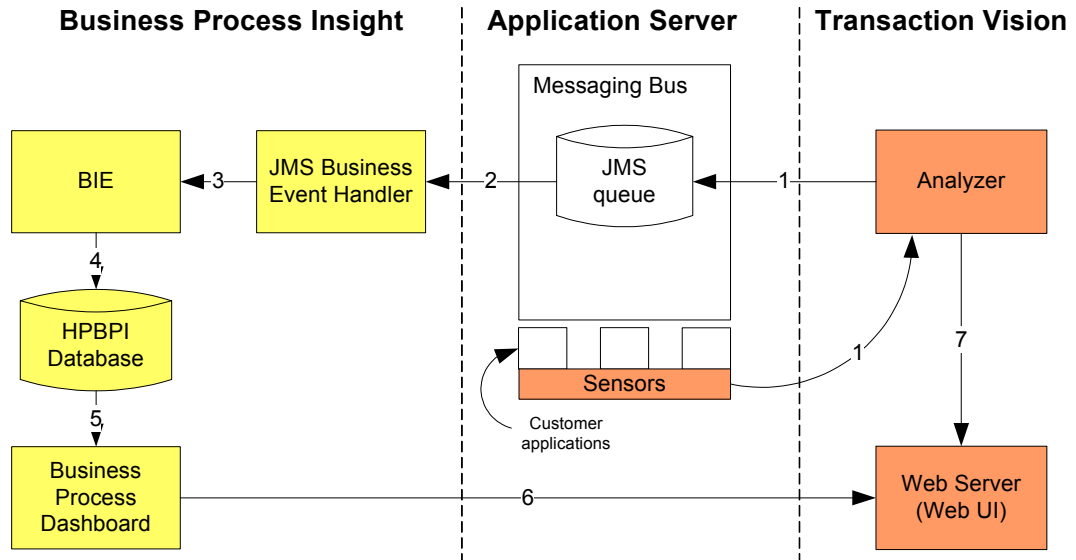 Business Process Insight
Application Server
Transaction Vision
Messaging Bus
BIE
3
JMS Business
Event Handler
2
JMS
queue
1
Analyzer
4
HPBPI
Database
Sensors
1
7
5
Customer
applications
Business
Process
Dashboard
6
Web Server
(Web UI)